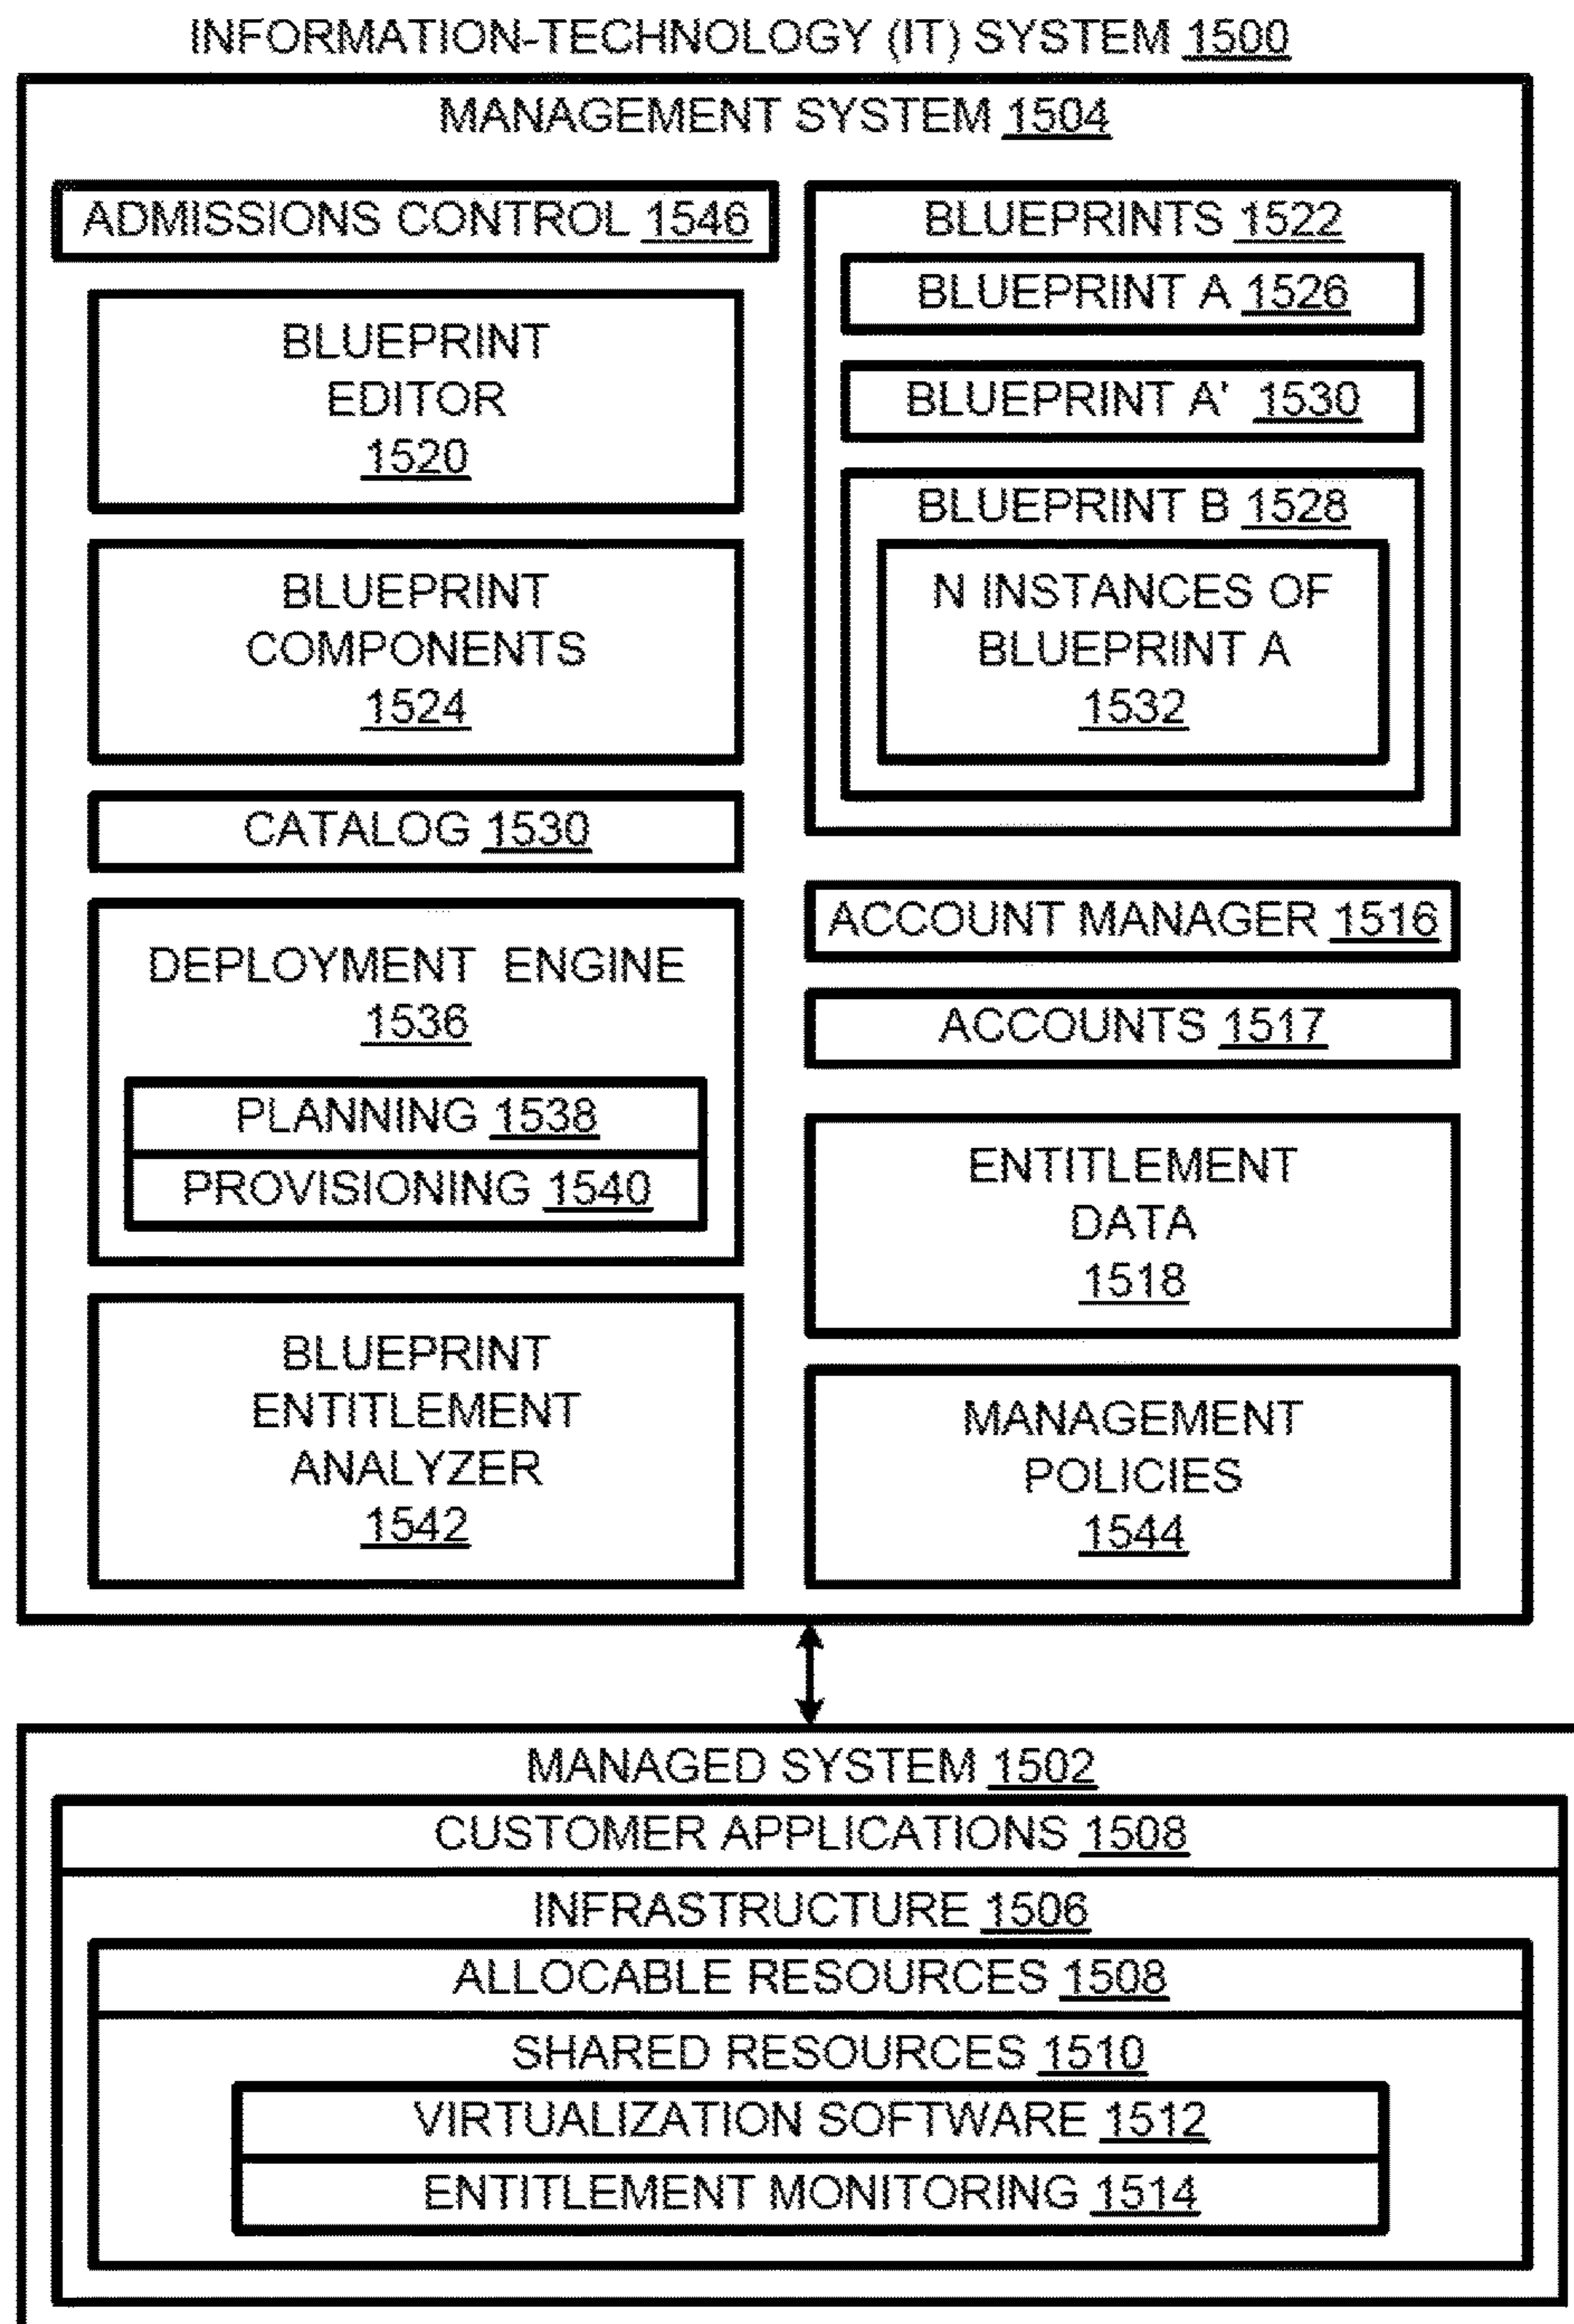 INFORMATION-TECHNOLOGY (IT) SYSTEM 1500
MANAGEMENT SYSTEM 1504
ADMISSIONS CONTROL 1546
BLUEPRINT
EDITOR
1520
BLUEPRINT
COMPONENTS
1524
CATALOG 1530
DEPLOYMENT ENGINE
1536
PLANNING 1538
PROVISIONING 1540
BLUEPRINT
ENTITLEMENT
ANALYZER
1542
BLUEPRINTS 1522
BLUEPRINT A 1526
BLUEPRINT A' 1530
BLUEPRINT B 1528
N INSTANCES OF
BLUEPRINT A
1532
ACCOUNT MANAGER 1516
ACCOUNTS 1517
ENTITLEMENT
DATA
1518
MANAGEMENT
POLICIES
1544
MANAGED SYSTEM 1502
CUSTOMER APPLICATIONS 1508
INFRASTRUCTURE 1506
ALLOCABLE RESOURCES 1508
SHARED RESOURCES 1510
VIRTUALIZATION SOFTWARE 1512
ENTITLEMENT MONITORING 1514